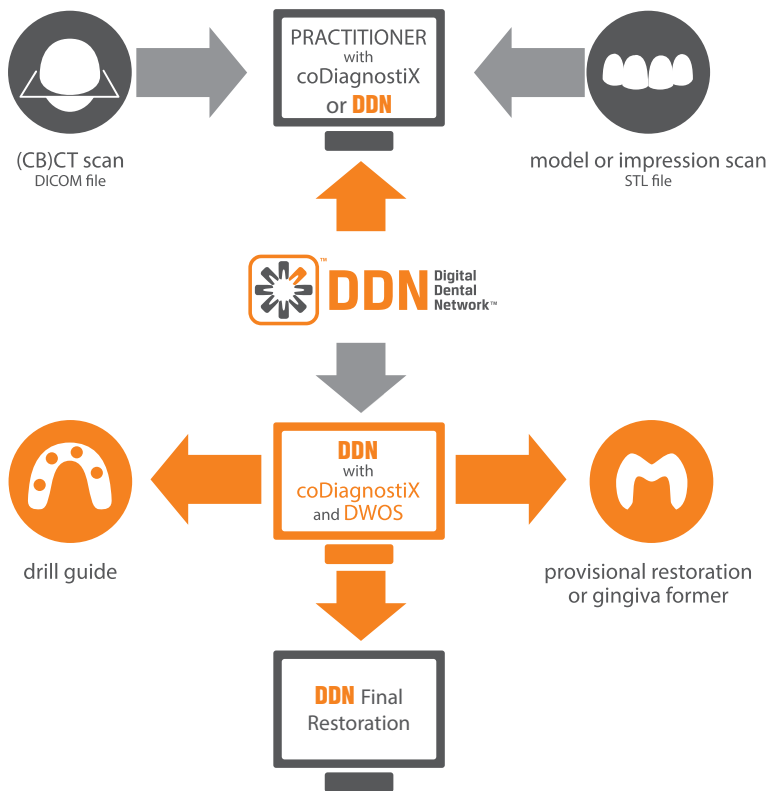 PRACTITIONER
with
coDiagnostiX
or DDN
(CB)CT scan
DICOM file
model or impression scan
STL file
™
DDN
Digital
Dental
Network™
DDN
with
coDiagnostiX
and DWOS
drill guide
provisional restoration
or gingiva former
DDN Final
Restoration